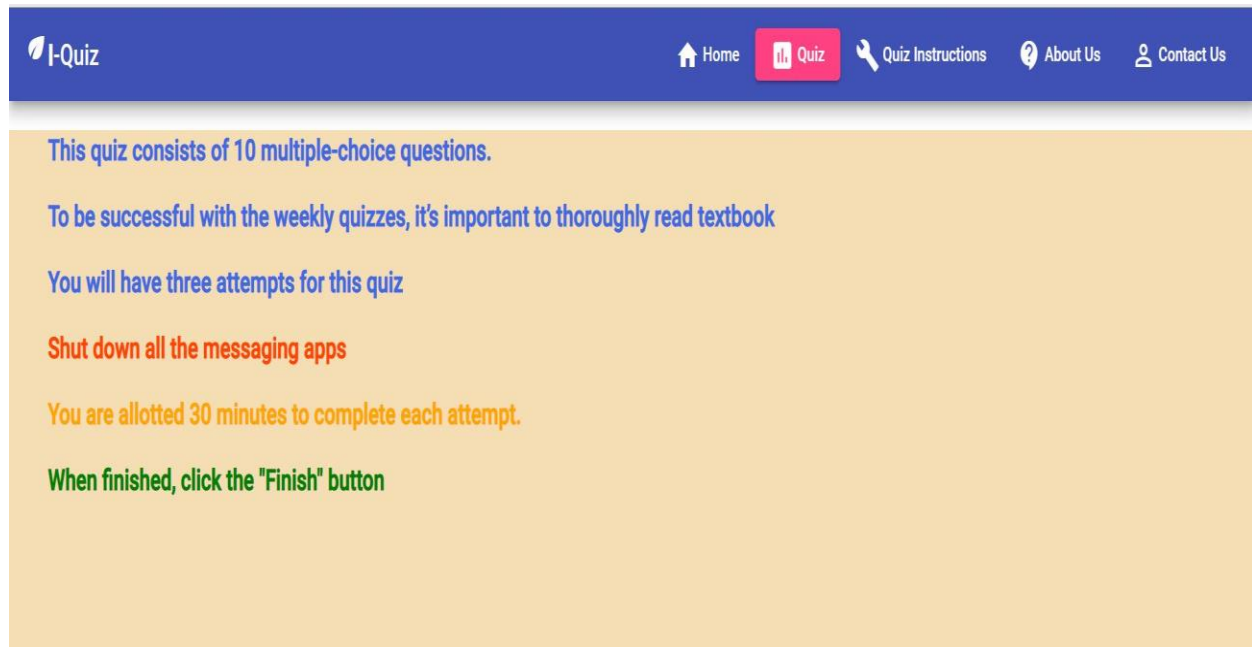 I-Quiz
Home
Quiz
Quiz Instructions
About Us
Contact Us
This quiz consists of 10 multiple-choice questions.
To be successful with the weekly quizzes, it’s important to thoroughly read textbook
You will have three attempts for this quiz
Shut down all the messaging apps
You are allotted 30 minutes to complete each attempt.
When finished, click the "Finish" button